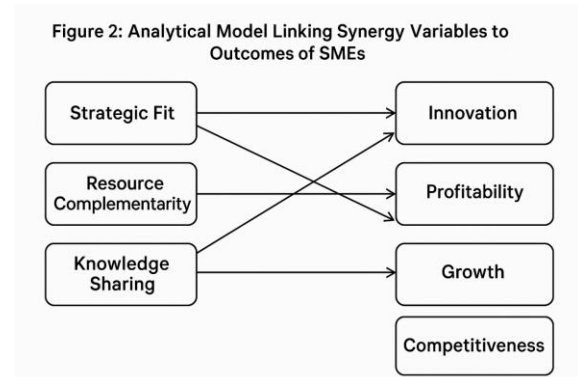 Figure 2: Analytical Model Linking Synergy Variables to
Outcomes of SMEs
Strategic Fit
Innovation
Resource
Complementarity
Profitability
Knowledge
Sharing
Growth
Competitiveness